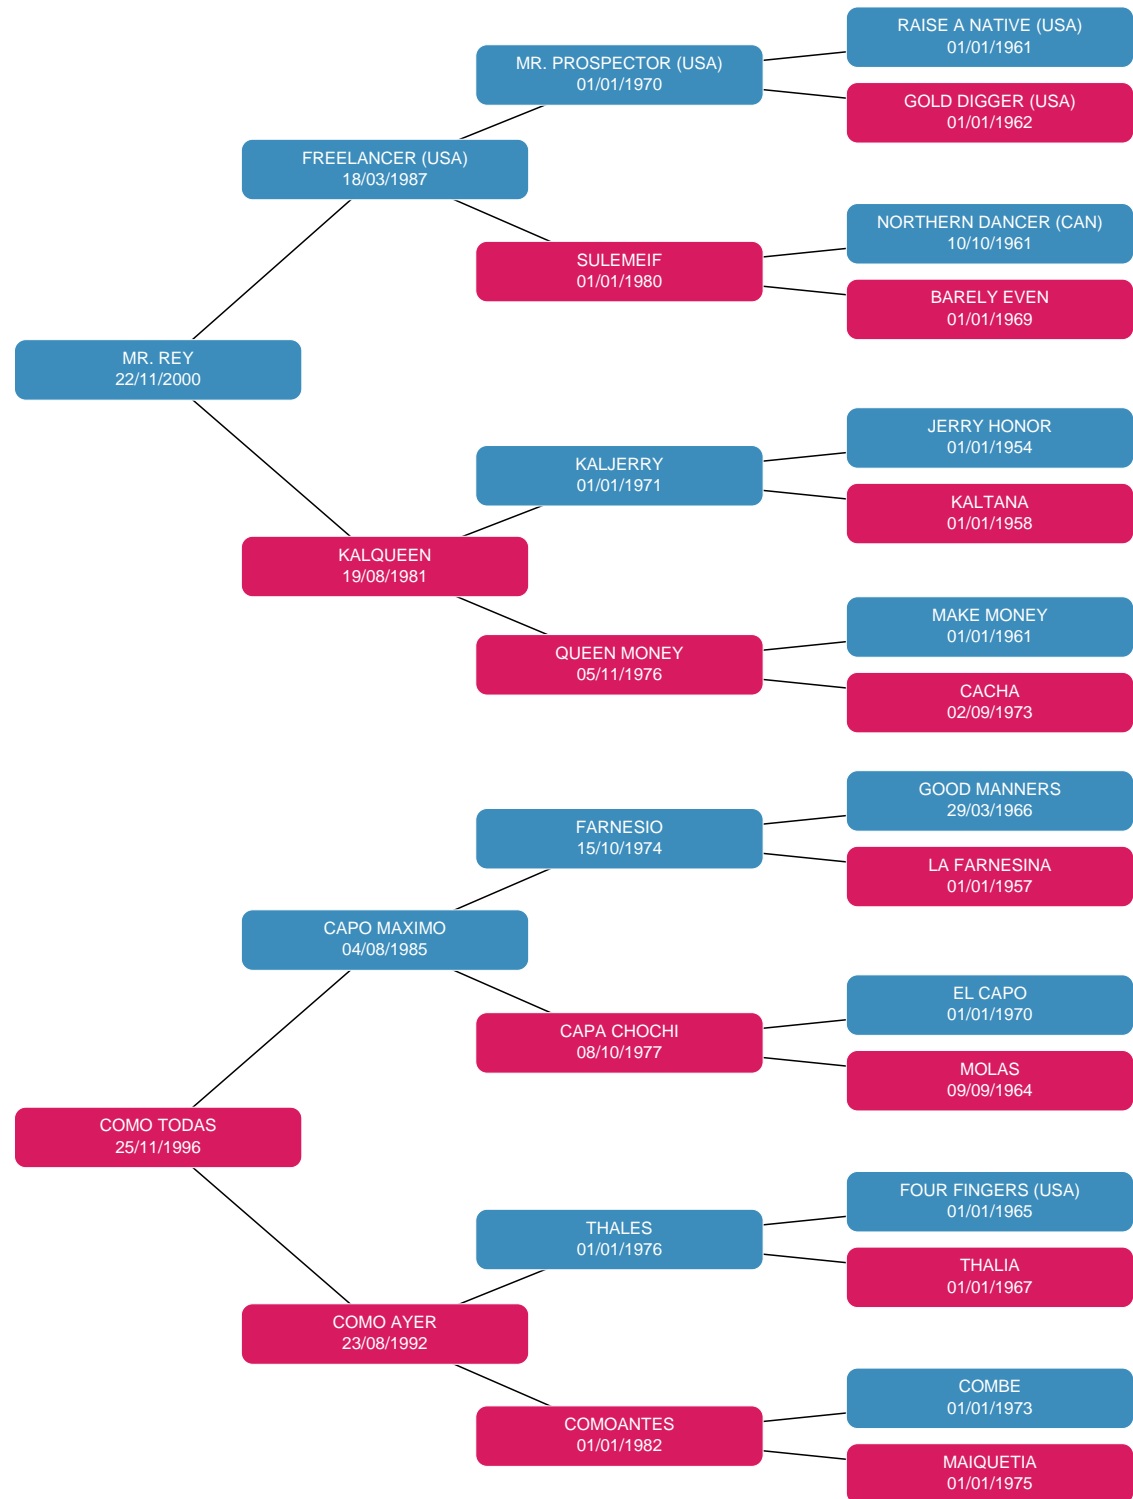 RAISE A NATIVE (USA)
01/01/1961
MR. PROSPECTOR (USA)
01/01/1970
GOLD DIGGER (USA)
01/01/1962
FREELANCER (USA)
18/03/1987
NORTHERN DANCER (CAN)
10/10/1961
SULEMEIF
01/01/1980
BARELY EVEN
01/01/1969
MR. REY
22/11/2000
JERRY HONOR
01/01/1954
KALJERRY
01/01/1971
KALTANA
01/01/1958
KALQUEEN
19/08/1981
MAKE MONEY
01/01/1961
QUEEN MONEY
05/11/1976
CACHA
02/09/1973
GOOD MANNERS
29/03/1966
FARNESIO
15/10/1974
LA FARNESINA
01/01/1957
CAPO MAXIMO
04/08/1985
EL CAPO
01/01/1970
CAPA CHOCHI
08/10/1977
MOLAS
09/09/1964
COMO TODAS
25/11/1996
FOUR FINGERS (USA)
01/01/1965
THALES
01/01/1976
THALIA
01/01/1967
COMO AYER
23/08/1992
COMBE
01/01/1973
COMOANTES
01/01/1982
MAIQUETIA
01/01/1975